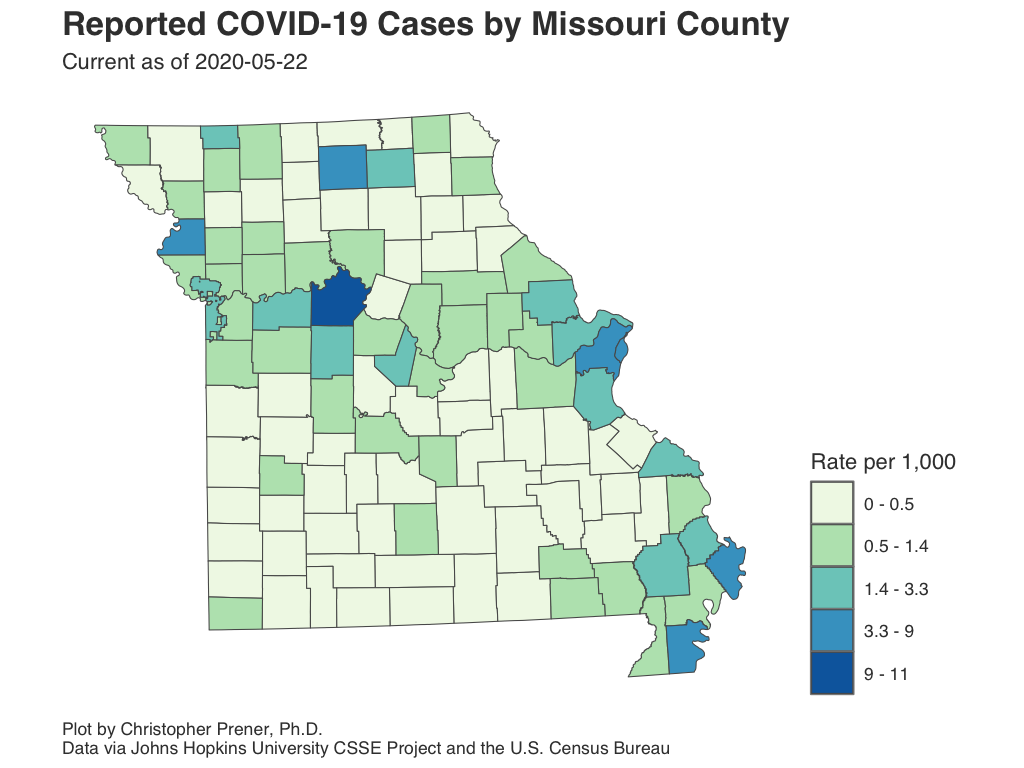 Reported COVID-19 Cases by Missouri County
Current as of 2020-05-22
Rate per 1,000
0 - 0.5
0.5 - 1.4
1.4 - 3.3
3.3 - 9
9 - 11
Plot by Christopher Prener, Ph.D.
Data via Johns Hopkins University CSSE Project and the U.S. Census Bureau